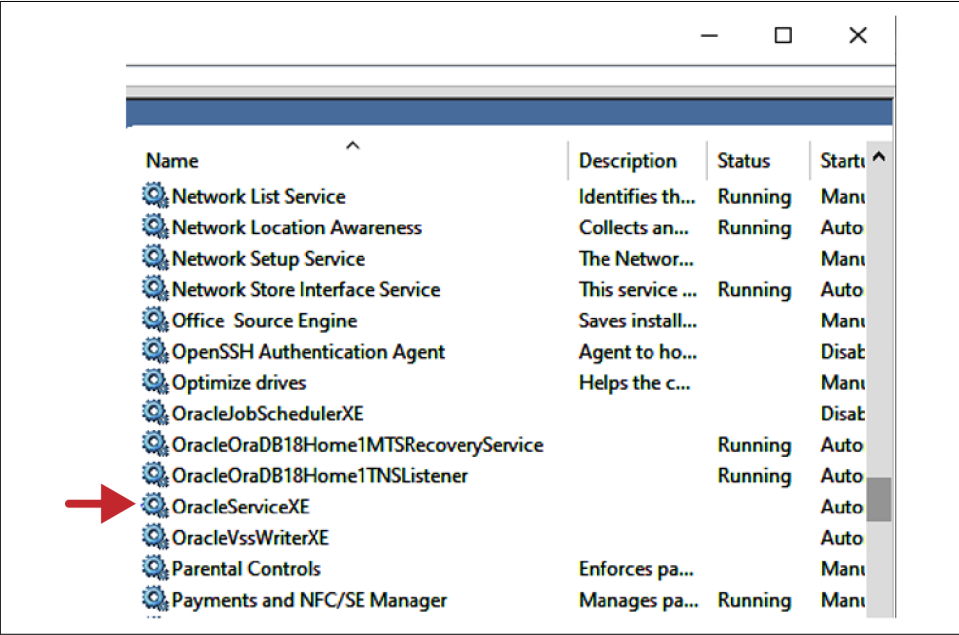 Name Description Status Startu
Network List Service Identifies th... Running Manu
Network Location Awareness Collects an... Running Auto
Network Setup Service The Networ... Manu
Network Store Interface Service This service ... Running Auto
Office  Source Engine Saves install... Manu
OpenSSH Authentication Agent Agent to ho... Disab
Optimize drives Helps the c... Manu
OracleJobSchedulerXE Disab
OracleOraDB18Home1MTSRecoveryService Running Auto
OracleOraDB18Home1TNSListener Running Auto
OracleServiceXE Auto
OracleVssWriterXE Auto
Parental Controls Enforces pa... Manu
Payments and NFC/SE Manager Manages pa... Running Manu